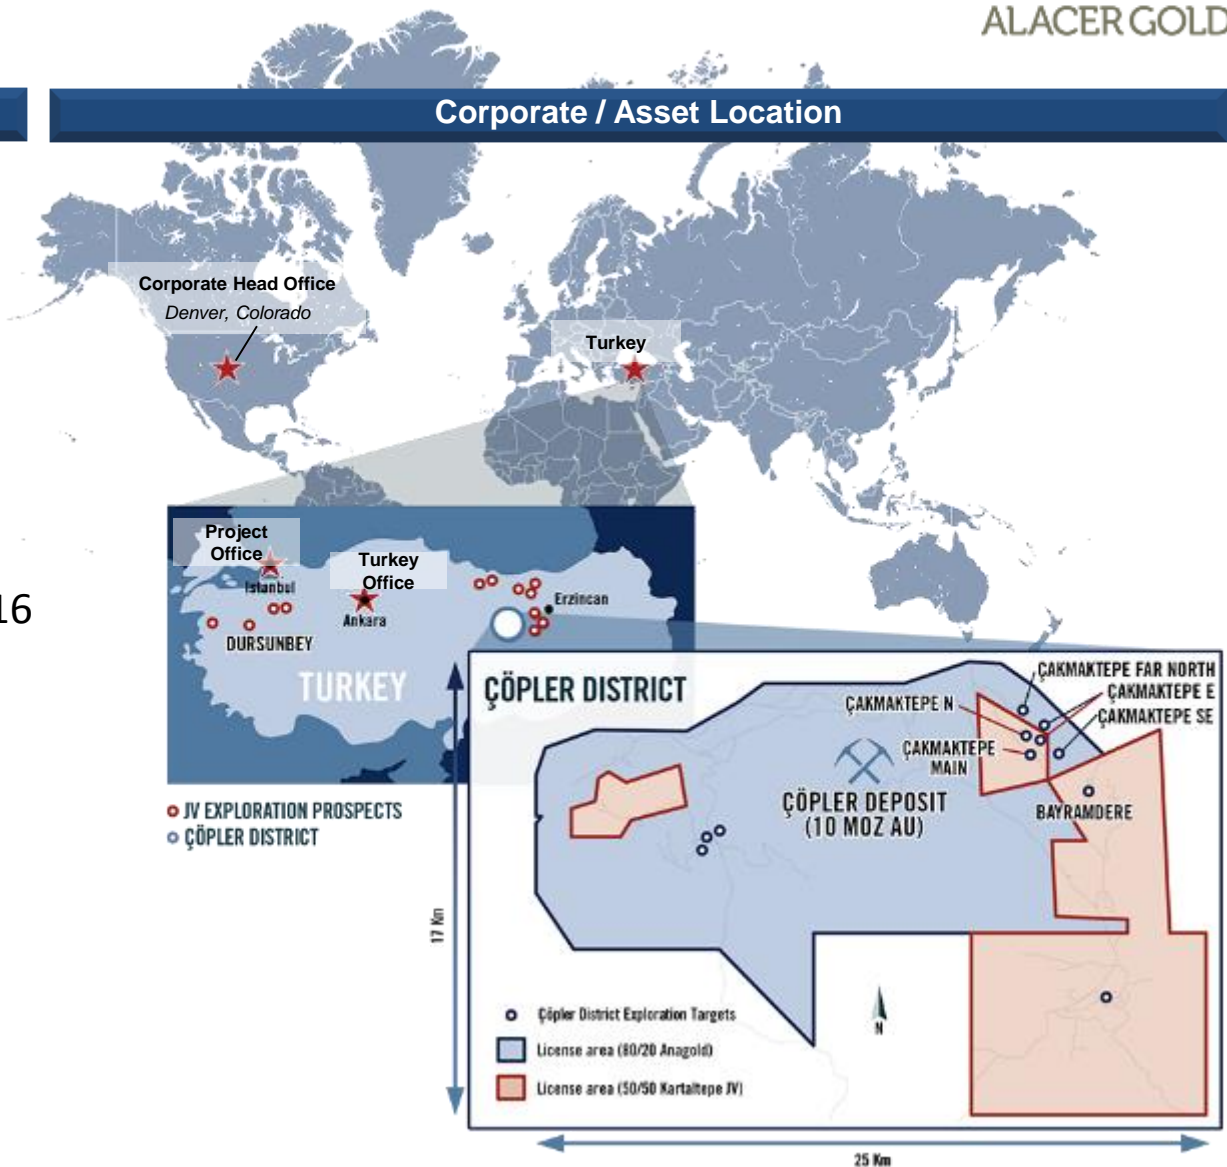 ALACER GOLD
Corporate / Asset Location
Corporate Head Office
Denver, Colorado
Turkey
Project
Office
Istanbul
Turkey
Office
Ankara
Erzincan
DURSUNBEY
TURKEY
16
JV EXPLORATION PROSPECTS
ÇÖPLER DISTRICT
ÇÖPLER DISTRICT
ÇAKMAKTEPE FAR NORTH
ÇAKMAKTEPE E
ÇAKMAKTEPE N
ÇAKMAKTEPE SE
ÇAKMAKTEPE
MAIN
ÇÖPLER DEPOSIT
(10 MOZ AU)
BAYRAMDERE
17 Km
Çöpler District Exploration Targets
License area (80/20 Anagold)
License area (50/50 Kartaltepe JV)
N
25 Km